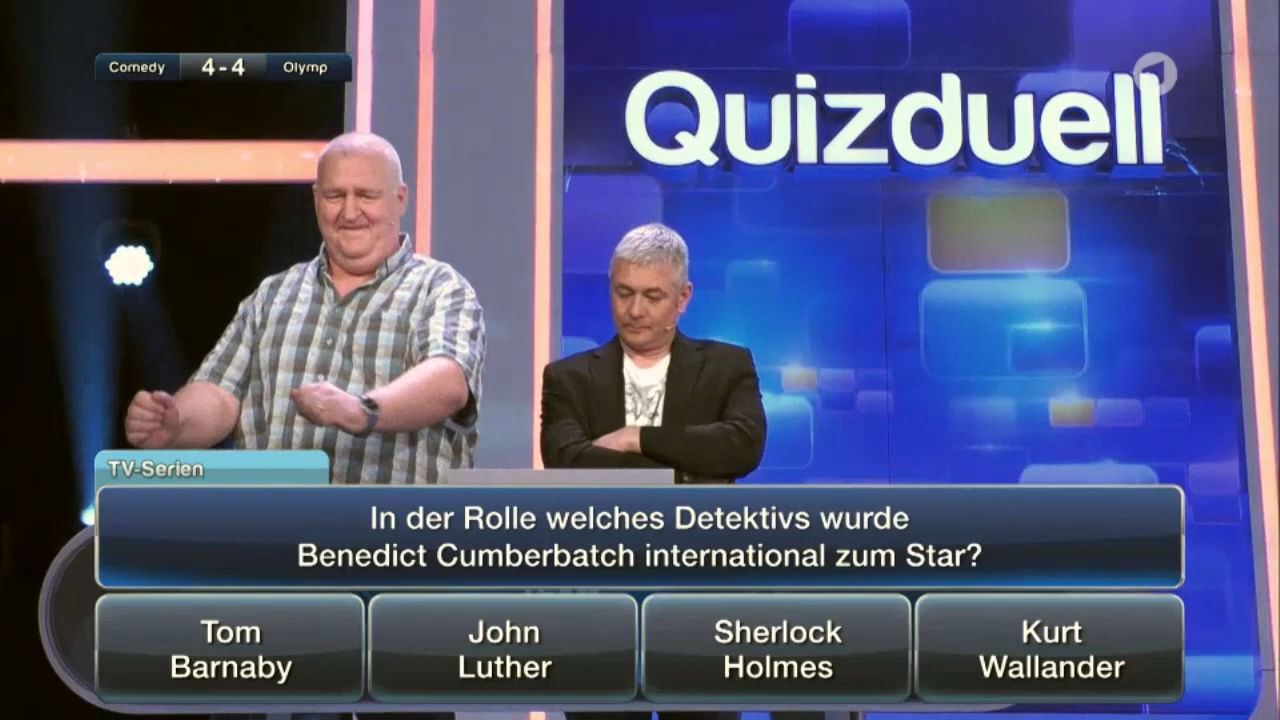 Comedy 4-4 Olymp
Quizduell
TV-Serien
In der Rolle welches Detektivs wurde
Benedict Cumberbatch international zum Star?
Tom
Barnaby
John
Luther
Sherlock
Holmes
Kurt
Wallander